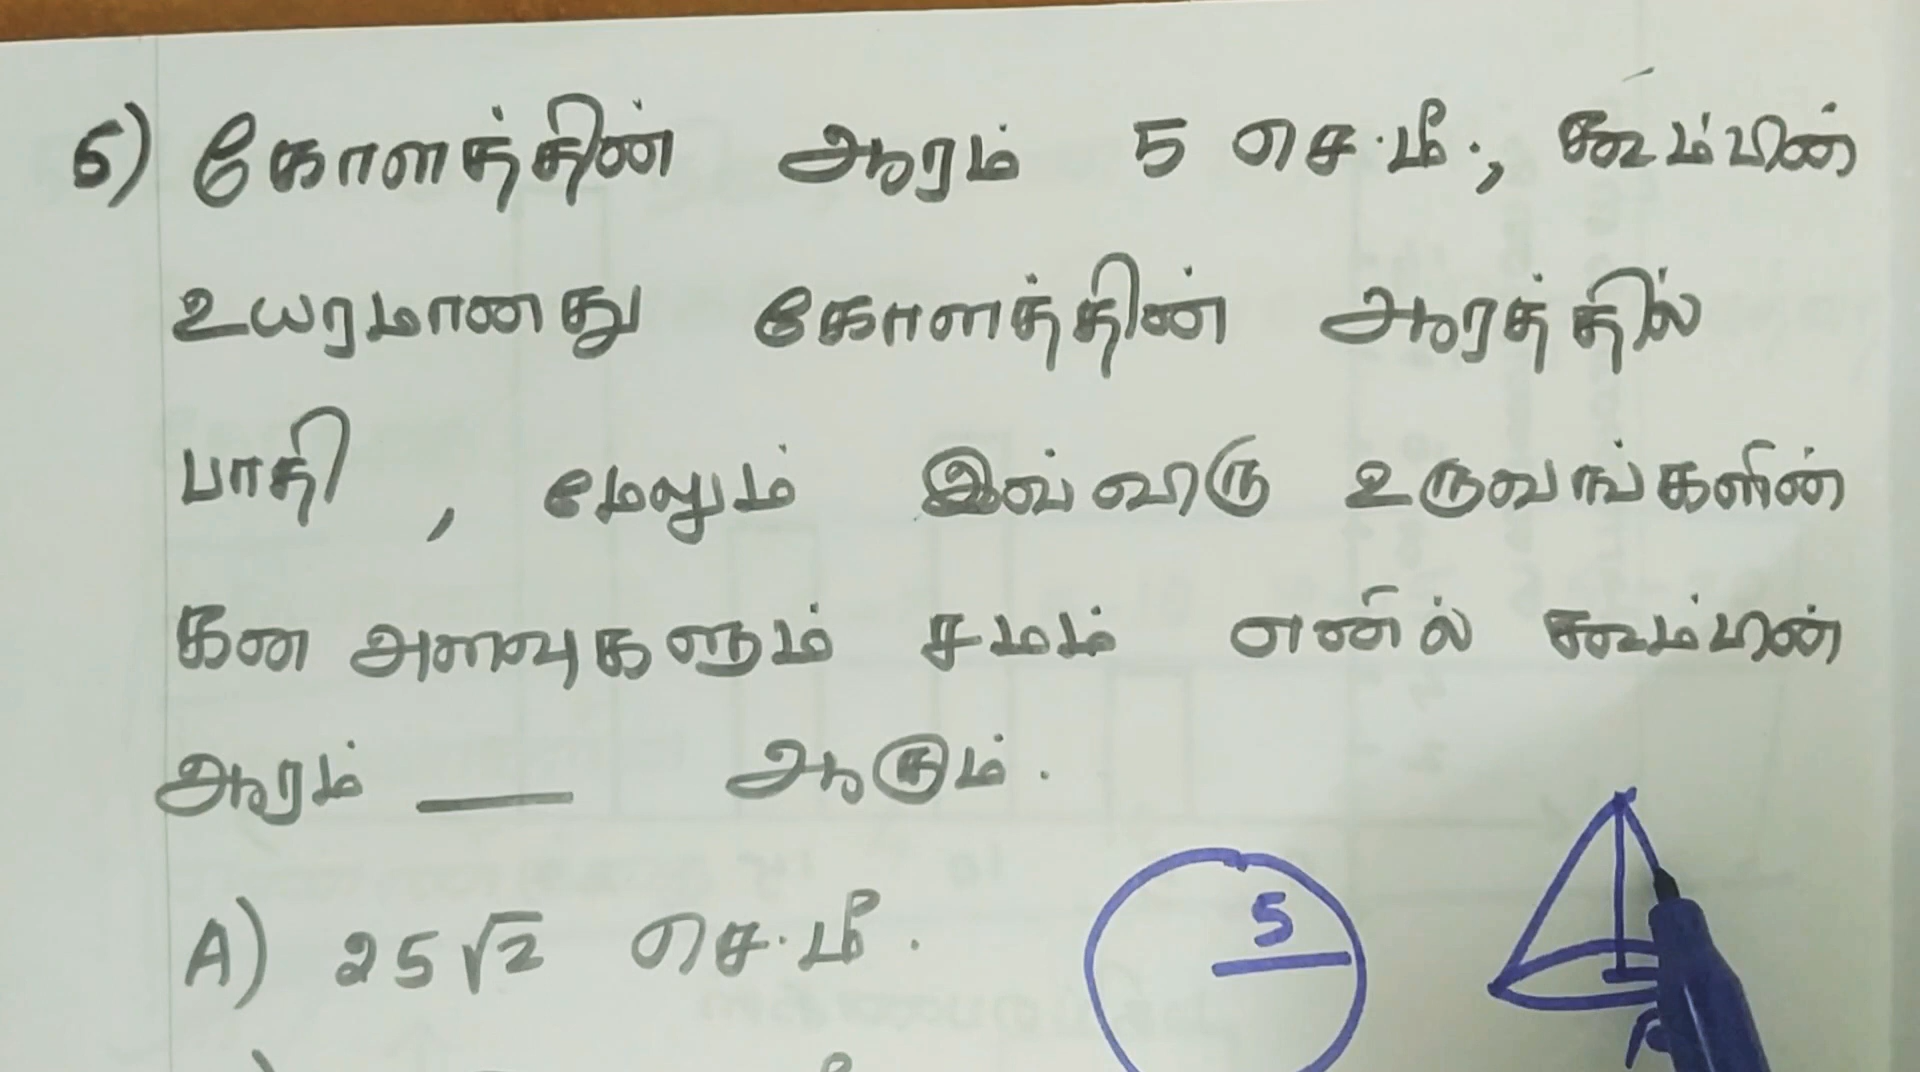 5) கோளத்தின் ஆரம் 5 செ.மீ., கூம்பின்
உயரமானது கோளத்தின் ஆரத்தில்
பாதி , மேலும் இவ்விரு உருவங்களின்
கன அளவுகளும் சமம் எனில் கூம்பின்
ஆரம் ___ ஆகும்.
A) 25√2 செ.மீ.
5